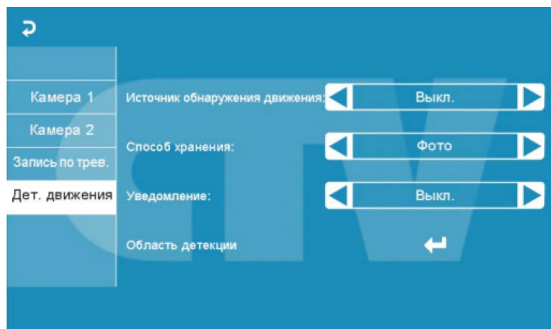 Камера 1
Источник обнаружения движения:
Выкл.
Камера 2
Способ хранения:
Фото
Запись по трев.
Дет. движения
Уведомление:
Выкл.
Область детекции
CTV